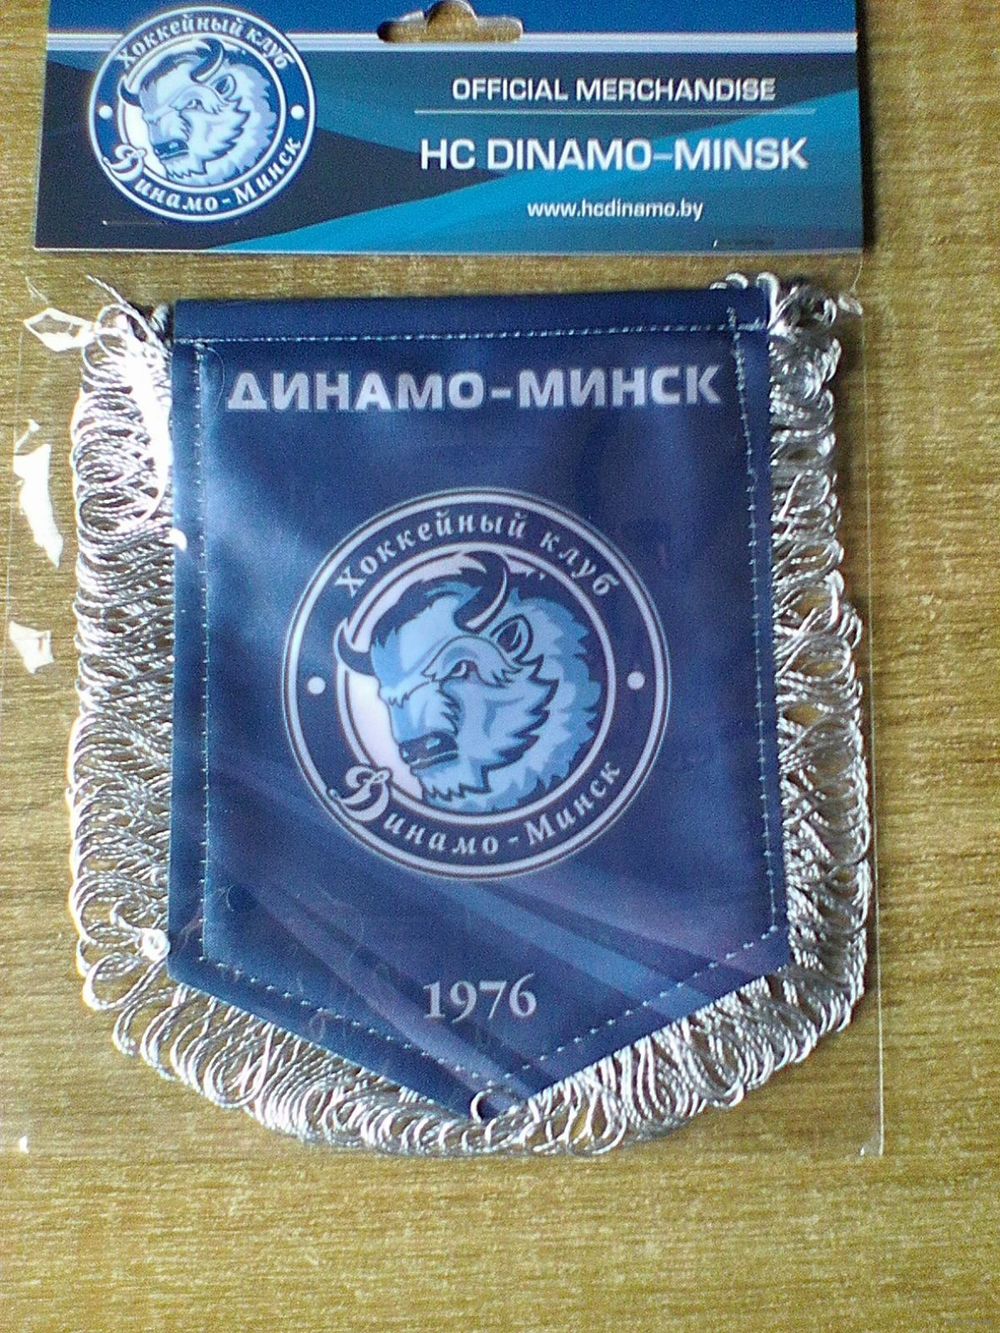 Хоккейный клуб
Динамо-Минск
OFFICIAL MERCHANDISE
HC DINAMO-MINSK
www.hcdinamo.by
ДИНАМО-МИНСК
Хоккейный клуб
Динамо-Минск
1976